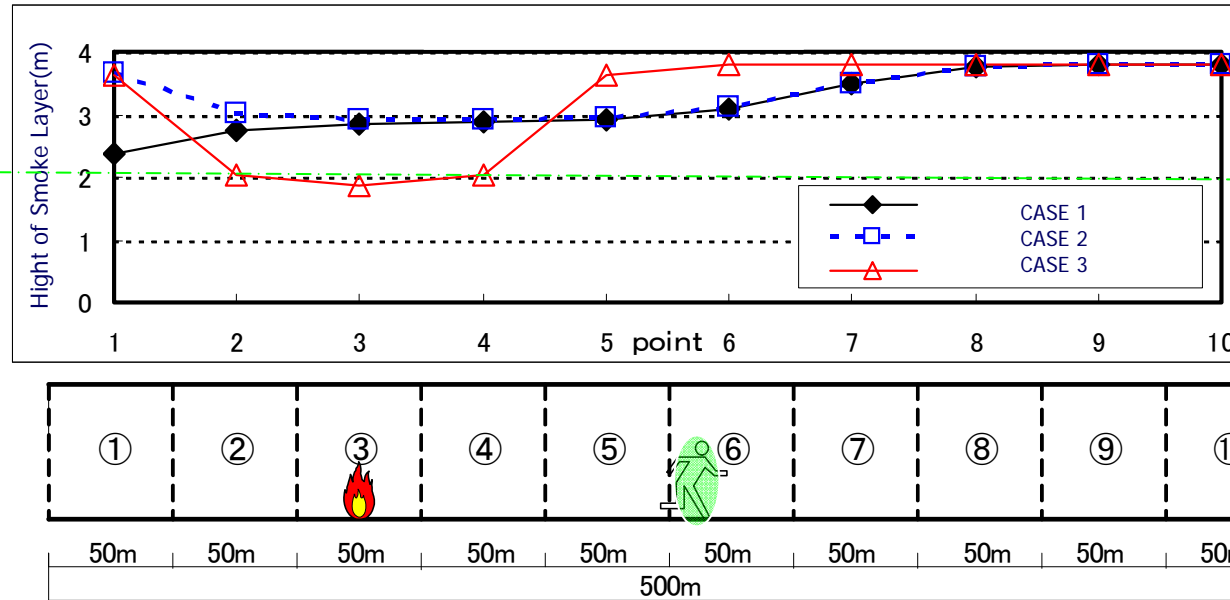 Hight of Smoke Layer(m)
4
3
2
1
0
CASE 1
CASE 2
CASE 3
1 2 3 4 5 point 6 7 8 9 10
① ② ③ ④ ⑤ ⑥ ⑦ ⑧ ⑨
50m 50m 50m 50m 50m 50m 50m 50m 50m 50m
500m